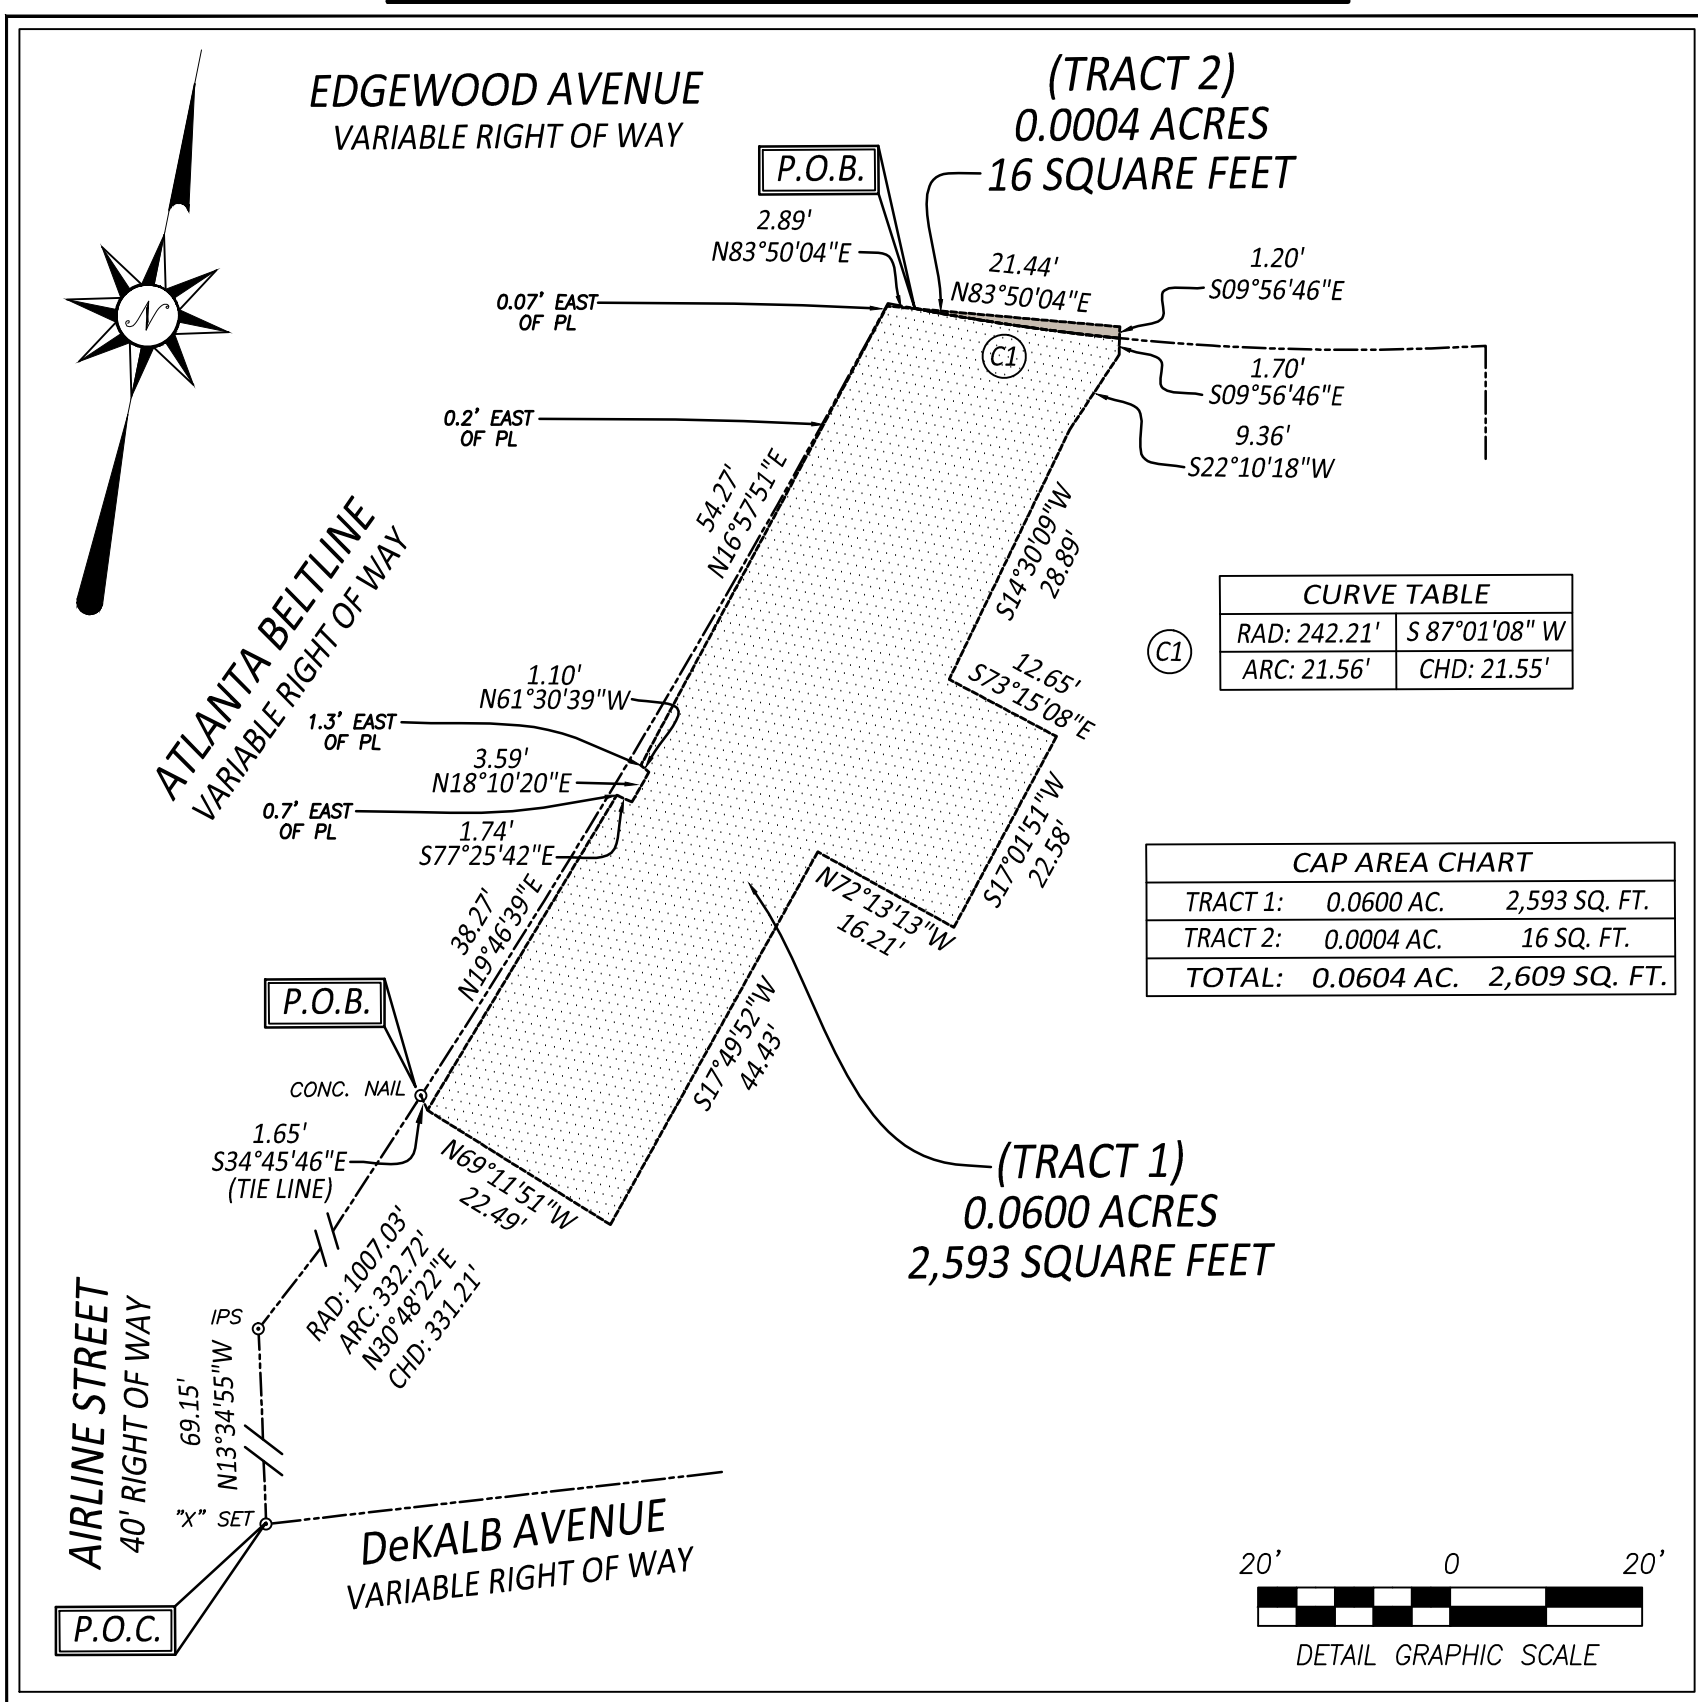 EDGEWOOD AVENUE
VARIABLE RIGHT OF WAY
(TRACT 2)
0.0004 ACRES
16 SQUARE FEET
P.O.B.
2.89'
N83°50'04"E
21.44'
N83°50'04"E
1.20'
S09°56'46"E
0.07' EAST
OF PL
N
C1
1.70'
S09°56'46"E
0.2' EAST
OF PL
9.36'
S22°10'18"W
54.27'
N16°57'51"E
S14°30'09"W
28.89'
ATLANTA BELTLINE
VARIABLE RIGHT OF WAY
CURVE TABLE
C1
RAD: 242.21' S 87°01'08" W
ARC: 21.56' CHD: 21.55'
12.65'
S73°15'08"E
1.10'
N61°30'39"W
1.3' EAST
OF PL
3.59'
N18°10'20"E
0.7' EAST
OF PL
1.74'
S77°25'42"E
S17°01'51"W
22.58'
N72°13'13"W
16.21'
CAP AREA CHART
TRACT 1: 0.0600 AC. 2,593 SQ. FT.
TRACT 2: 0.0004 AC. 16 SQ. FT.
TOTAL: 0.0604 AC. 2,609 SQ. FT.
38.27'
N19°46'39"E
P.O.B.
CONC. NAIL
S17°49'52"W
44.43'
1.65'
S34°45'46"E
(TIE LINE)
N69°11'51"W
22.49'
(TRACT 1)
0.0600 ACRES
2,593 SQUARE FEET
RAD: 1007.03'
ARC: 332.72'
N30°48'22"E
CHD: 331.21'
IPS
AIRLINE STREET
40' RIGHT OF WAY
69.15'
N13°34'55"W
"X" SET
DeKALB AVENUE
VARIABLE RIGHT OF WAY
P.O.C.
20' 0 20'
DETAIL GRAPHIC SCALE